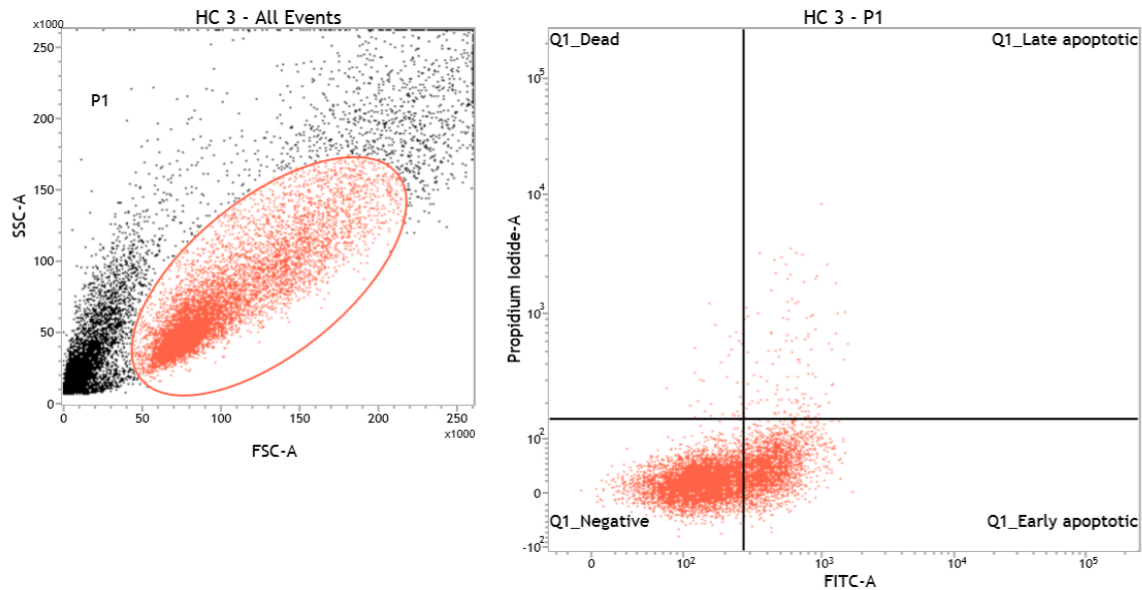 HC 3 - All Events
x1000
250
200
150
100
50
0
SSC-A
P1
0 50 100 150 200 250
x1000
FSC-A
HC 3 - P1
Q1_Dead
Q1_Late apoptotic
10^5
10^4
10^3
10^2
0
-10^2
Propidium Iodide-A
Q1_Negative
Q1_Early apoptotic
0 10^2 10^3 10^4 10^5
FITC-A